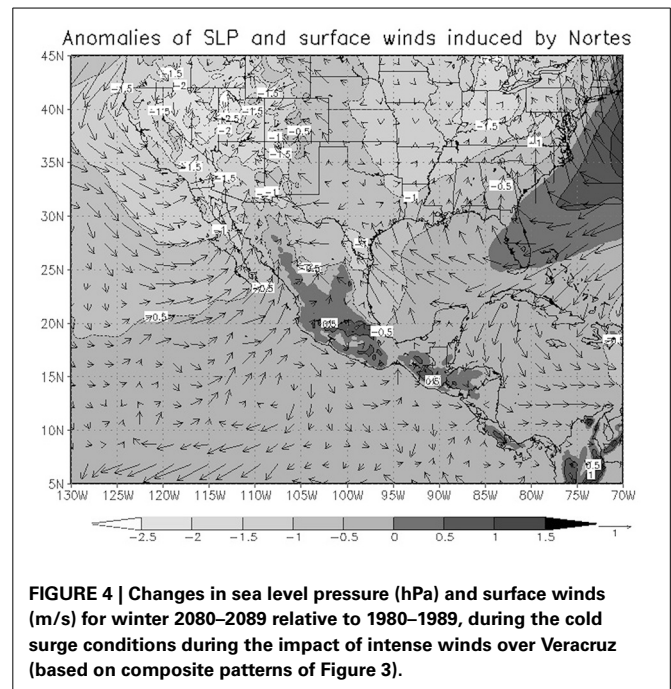 Anomalies of SLP and surface winds induced by Nortes
45N
40N
35N
30N
25N
20N
15N
10N
5N
130W 125W 120W 115W 110W 105W 100W 95W 90W 85W 80W 75W 70W
-2.5 -2 -1.5 -1 -0.5 0 0.5 1 1.5
1
FIGURE 4 | Changes in sea level pressure (hPa) and surface winds
(m/s) for winter 2080–2089 relative to 1980–1989, during the cold
surge conditions during the impact of intense winds over Veracruz
(based on composite patterns of Figure 3).